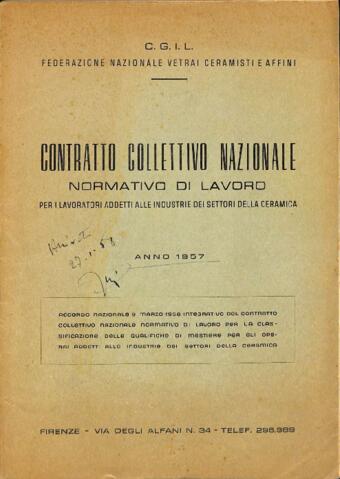 C. G. I. L.
FEDERAZIONE NAZIONALE VETRAI CERAMISTI E AFFINI
CONTRATTO COLLETTIVO NAZIONALE
NORMATIVO DI LAVORO
PER I LAVORATORI ADDETTI ALLE INDUSTRIE DEI SETTORI DELLA CERAMICA
ANNO 1957
ACCORDO NAZIONALE 9 MARZO 1956 INTEGRATIVO DEL CONTRATTO
COLLETTIVO NAZIONALE NORMATIVO DI LAVORO PER LA CLAS-
SIFICAZIONE DELLE QUALIFICHE DI MESTIERE PER GLI OPE-
RAI ADDETTI ALLE INDUSTRIE DEI SETTORI DELLA CERAMICA
FIRENZE - VIA DEGLI ALFANI N. 34 - TELEF. 296.389